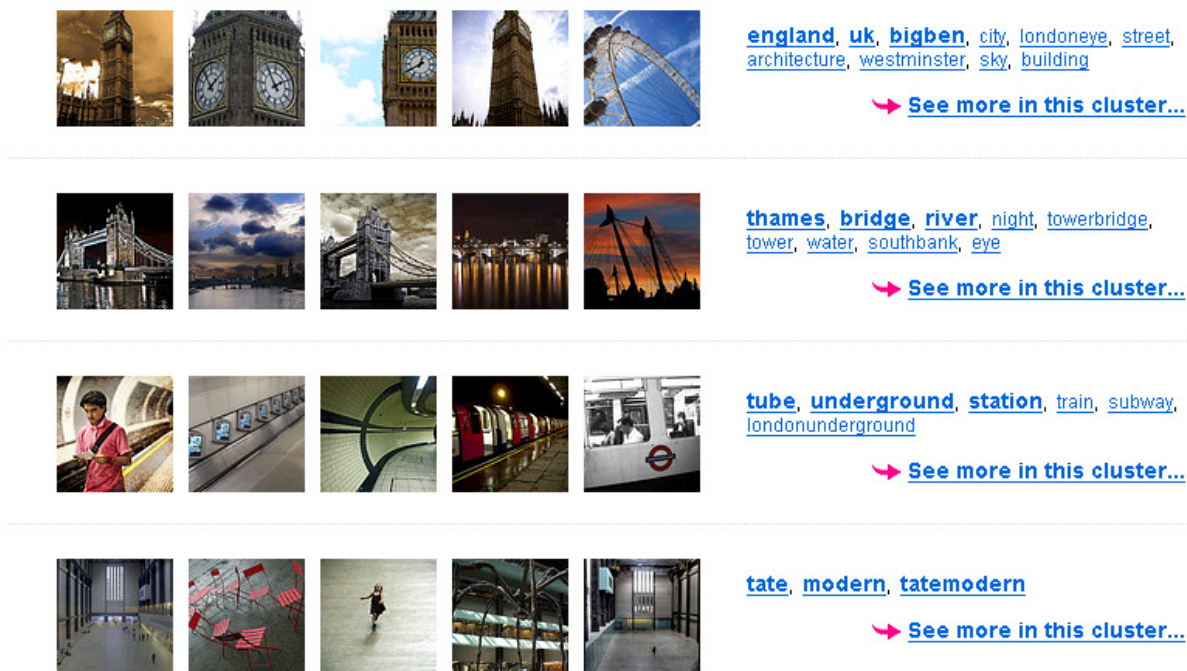 england, uk, bigben, city, londoneye, street,
architecture, westminster, sky, building
See more in this cluster...
thames, bridge, river, night, towerbridge,
tower, water, southbank, eye
See more in this cluster...
tube, underground, station, train, subway,
londonunderground
See more in this cluster...
tate, modern, tatemodern
See more in this cluster...